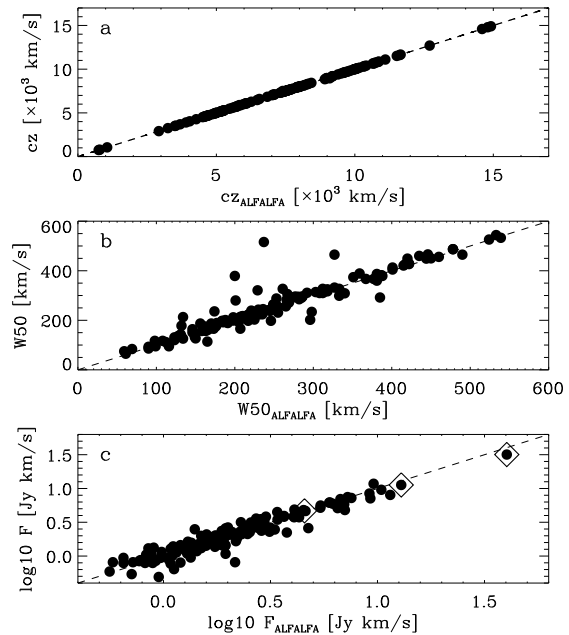 a
15
10
5
0
cz [×10³ km/s]
0 5 10 15
cz_ALFALFA [×10³ km/s]
b
600
400
200
0
W50 [km/s]
0 100 200 300 400 500 600
W50_ALFALFA [km/s]
c
1.5
1.0
0.5
0.0
log10 F [Jy km/s]
0.0 0.5 1.0 1.5
log10 F_ALFALFA [Jy km/s]